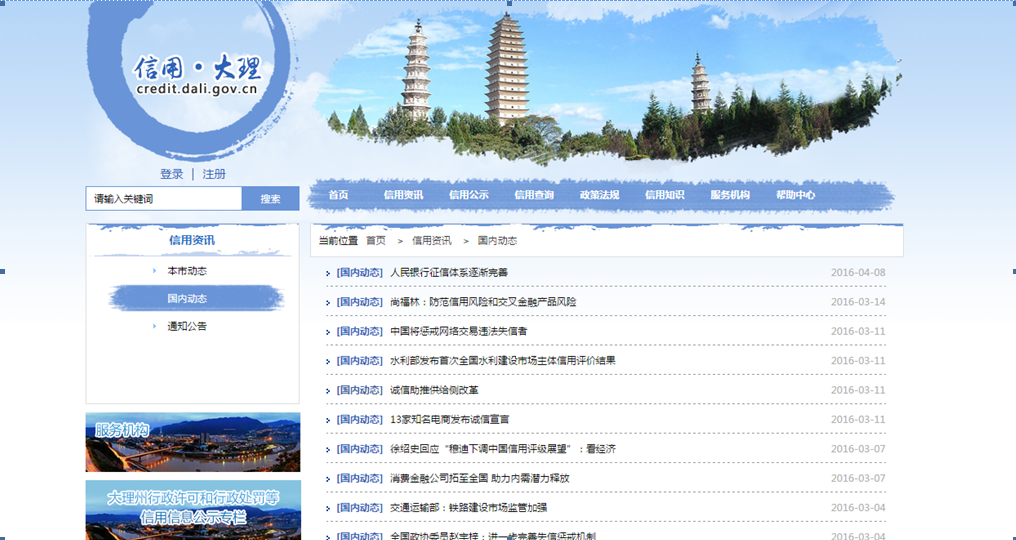 信用·大理
credit.dali.gov.cn
登录 | 注册
请输入关键词 搜索
首页 信用资讯 信用公示 信用查询 政策法规 信用知识 服务机构 帮助中心
信用资讯
本市动态
国内动态
通知公告
服务机构
大理州行政许可和行政处罚等
信用信息公示专栏
当前位置 首页 > 信用资讯 > 国内动态
[国内动态] 人民银行征信体系逐渐完善 2016-04-08
[国内动态] 尚福林：防范信用风险和交叉金融产品风险 2016-03-14
[国内动态] 中国将惩戒网络交易违法失信者 2016-03-11
[国内动态] 水利部发布首次全国水利建设市场主体信用评价结果 2016-03-11
[国内动态] 诚信助推供给侧改革 2016-03-11
[国内动态] 13家知名电商发布诚信宣言 2016-03-11
[国内动态] 徐绍史回应“穆迪下调中国信用评级展望”：看经济 2016-03-07
[国内动态] 消费金融公司拓至全国 助力内需潜力释放 2016-03-07
[国内动态] 交通运输部：铁路建设市场监管加强 2016-03-04
[国内动态] 全国政协委员赵宇梓：进一步完善失信惩戒机制 2016-03-04